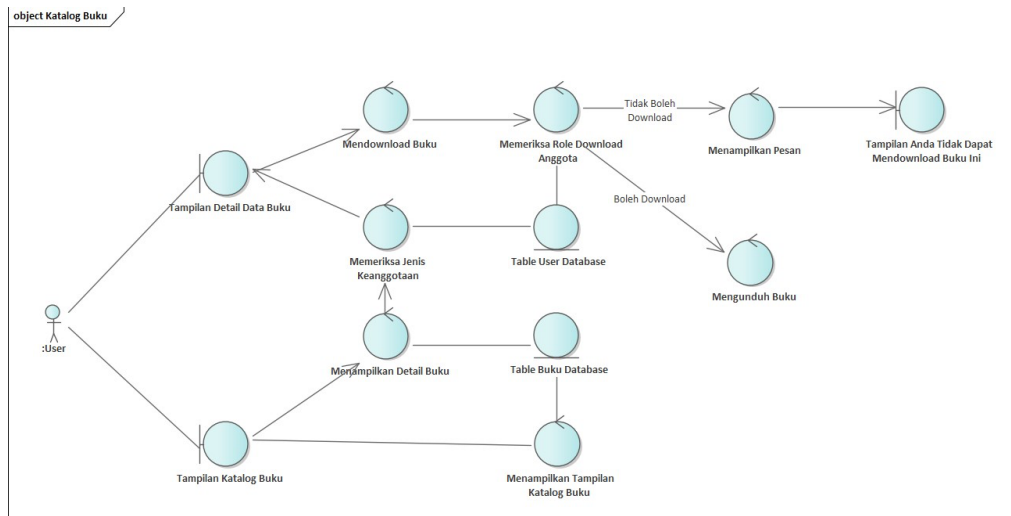 object Katalog Buku
Mendownload Buku
Memeriksa Role Download
Anggota
Tidak Boleh
Download
Menampilkan Pesan
Tampilan Anda Tidak Dapat
Mendownload Buku Ini
Tampilan Detail Data Buku
Boleh Download
Memeriksa Jenis
Keanggotaan
Table User Database
Mengunduh Buku
:User
Menampilkan Detail Buku
Table Buku Database
Tampilan Katalog Buku
Menampilkan Tampilan
Katalog Buku